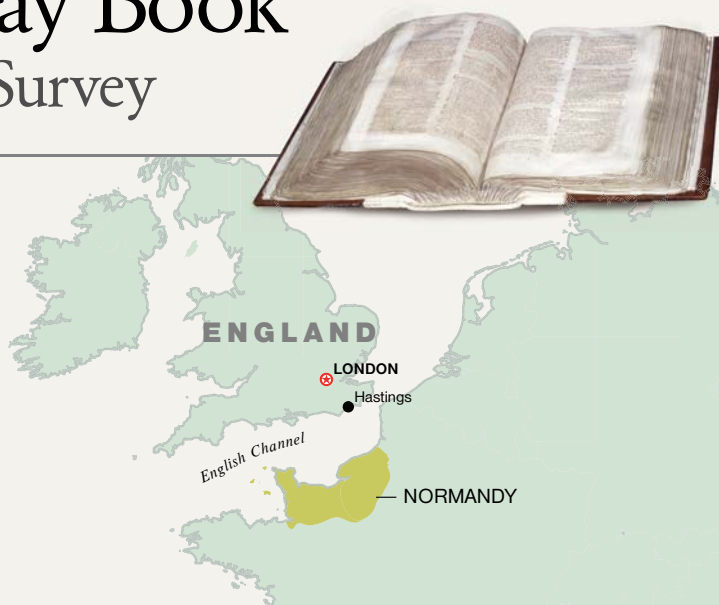 ay Book
Survey
ENGLAND
LONDON
Hastings
English Channel
NORMANDY